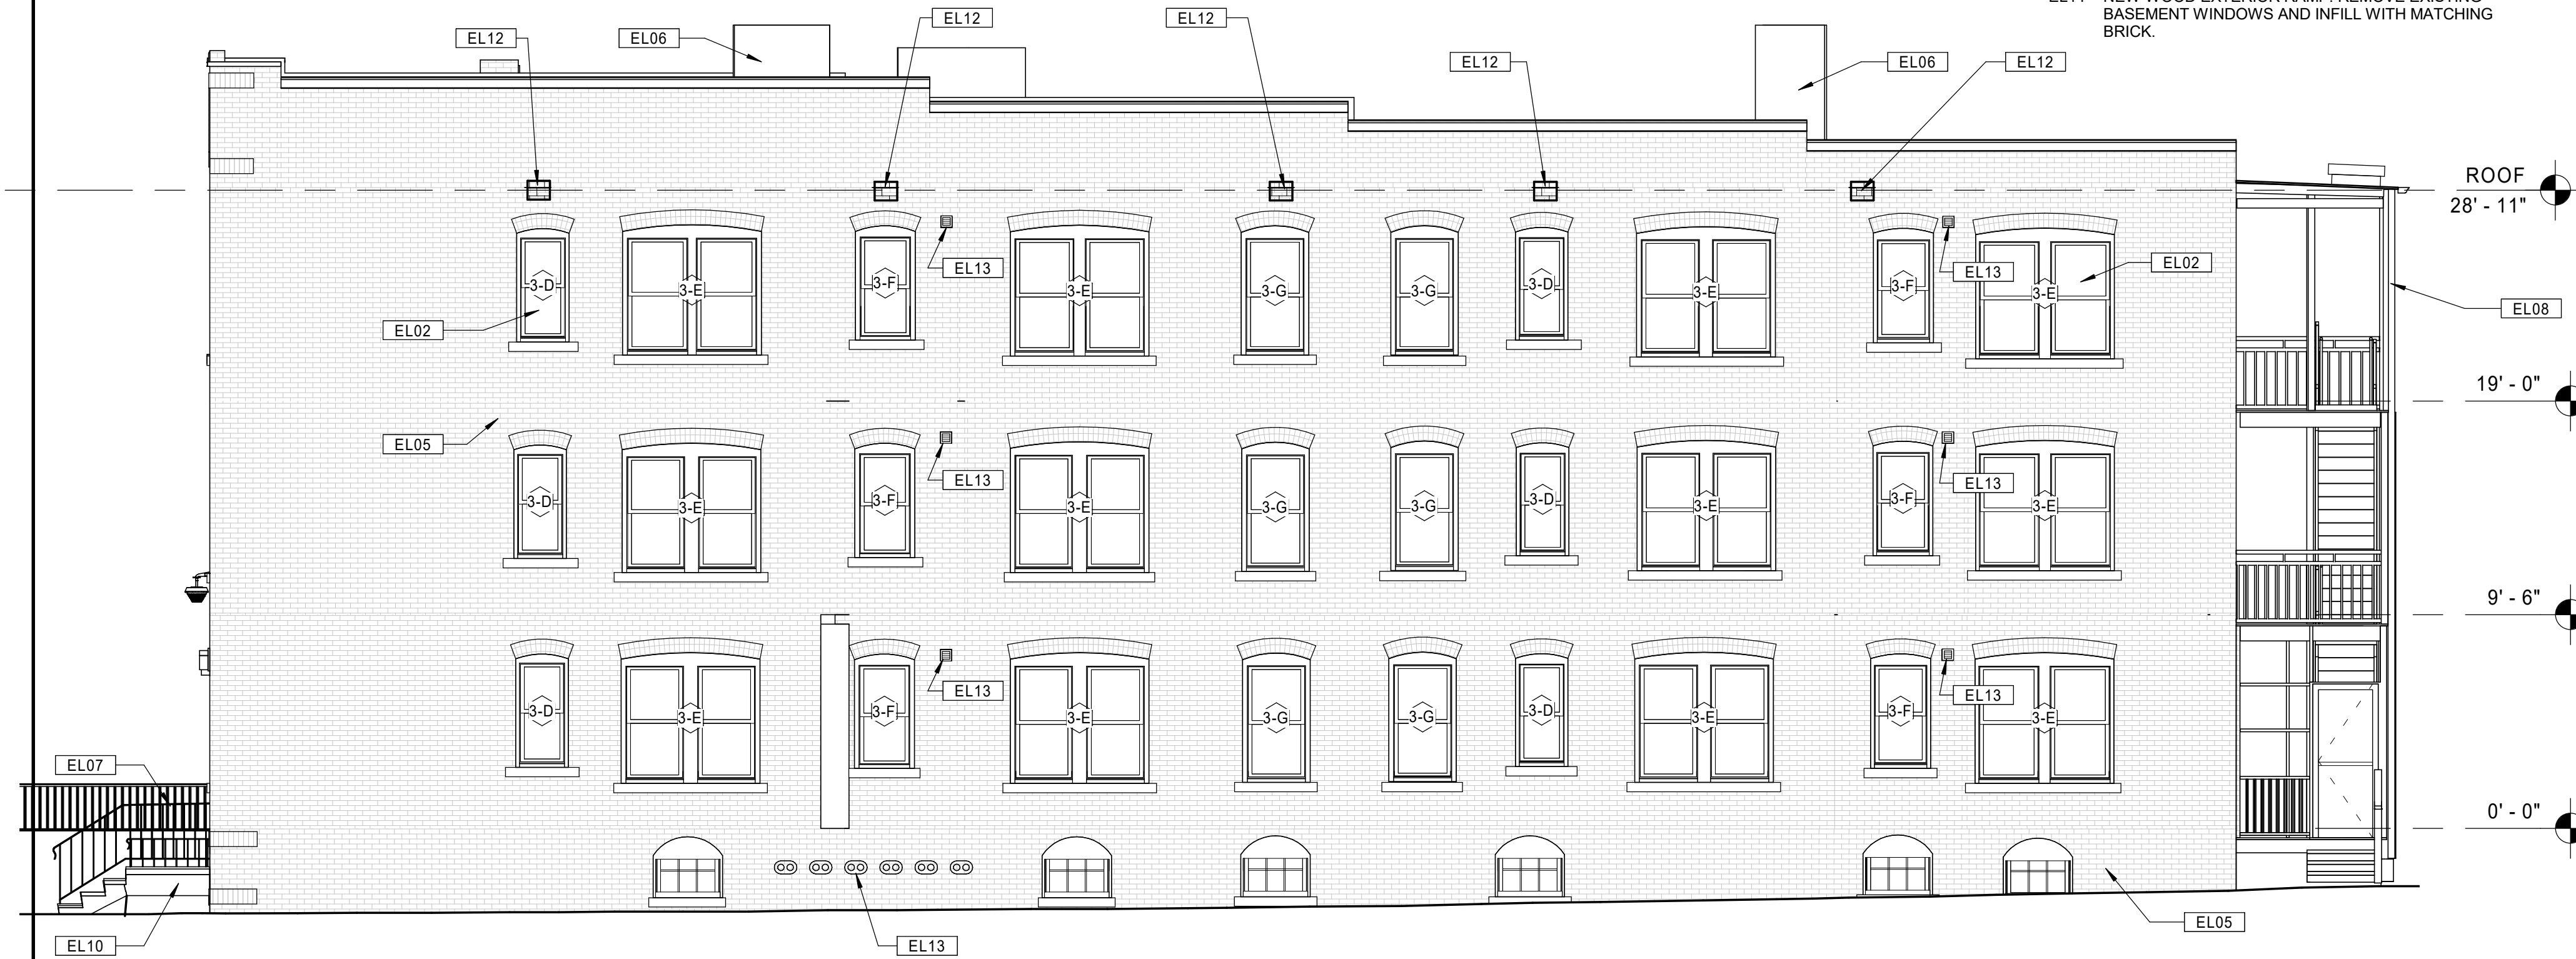 BASEMENT WINDOWS AND INFILL WITH MATCHING
BRICK.
EL12
EL06
EL12
EL12
EL12
EL06
EL12
ROOF
28' - 11"
EL13
EL13
EL02
EL02
EL08
3-D
3-E
3-F
3-E
3-G
3-G
3-D
3-E
3-F
3-E
19' - 0"
EL05
EL13
EL13
3-D
3-E
3-F
3-E
3-G
3-G
3-D
3-E
3-F
3-E
9' - 6"
EL13
EL13
3-D
3-E
3-F
3-E
3-G
3-G
3-D
3-E
3-F
3-E
EL07
0' - 0"
EL10
EL13
EL05